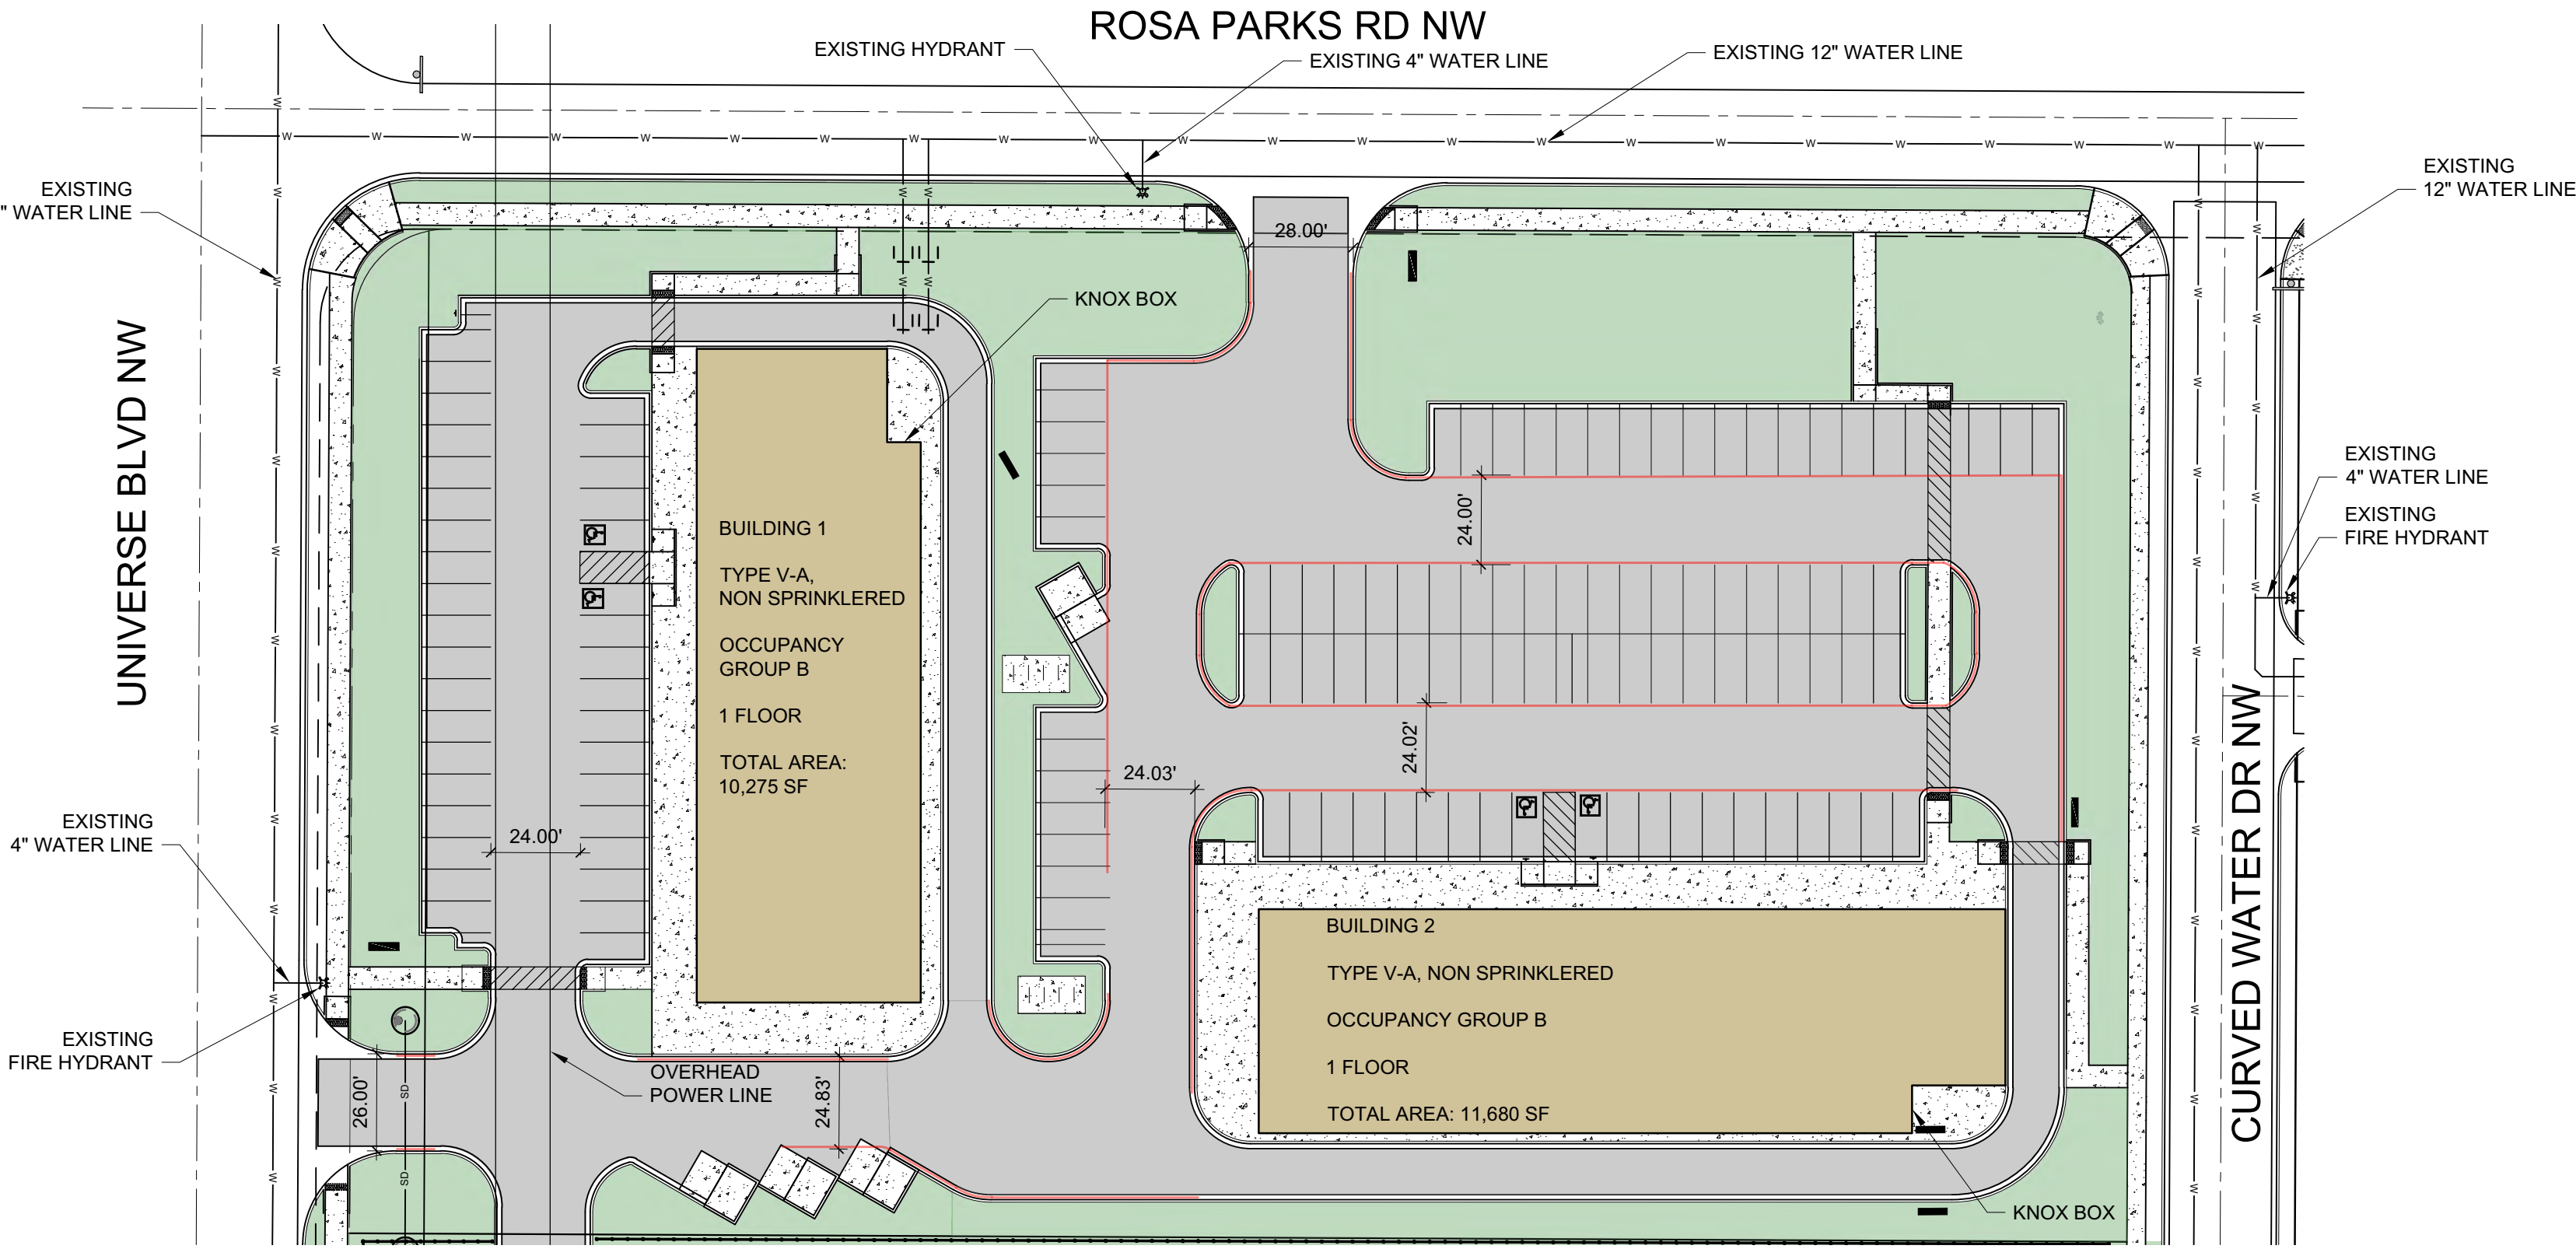 ROSA PARKS RD NW
EXISTING HYDRANT
EXISTING 4" WATER LINE
EXISTING 12" WATER LINE
EXISTING
" WATER LINE
EXISTING
12" WATER LINE
28.00'
KNOX BOX
UNIVERSE BLVD NW
EXISTING
4" WATER LINE
EXISTING
FIRE HYDRANT
24.00'
BUILDING 1
TYPE V-A,
NON SPRINKLERED
OCCUPANCY
GROUP B
1 FLOOR
TOTAL AREA:
10,275 SF
24.02'
24.03'
24.00'
EXISTING
4" WATER LINE
EXISTING
FIRE HYDRANT
BUILDING 2
TYPE V-A, NON SPRINKLERED
OCCUPANCY GROUP B
1 FLOOR
TOTAL AREA: 11,680 SF
CURVED WATER DR NW
OVERHEAD
POWER LINE
26.00'
SD
24.83'
SD
KNOX BOX